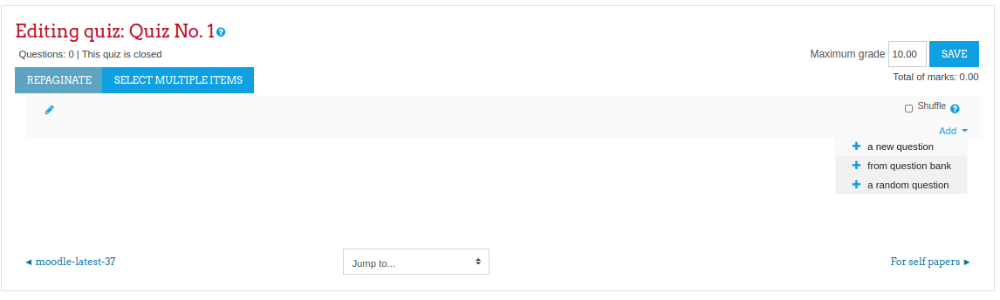 Editing quiz: Quiz No. 1
Questions: 0 | This quiz is closed
Maximum grade 10.00 SAVE
Total of marks: 0.00
REPAGINATE SELECT MULTIPLE ITEMS
Shuffle
Add
a new question
from question bank
a random question
◄ moodle-latest-37 Jump to... For self papers ►